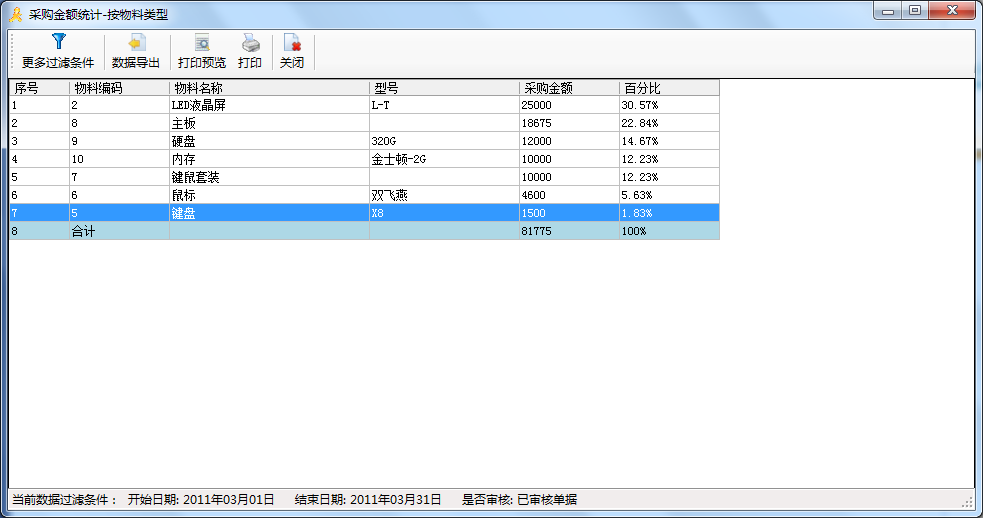 采购金额统计-按物料类型
更多过滤条件 数据导出 打印预览 打印 关闭
序号 物料编码 物料名称 型号 采购金额 百分比
1 2 LED液晶屏 L-T 25000 30.57%
2 8 主板 18675 22.84%
3 9 硬盘 320G 12000 14.67%
4 10 内存 金士顿-2G 10000 12.23%
5 7 键鼠套装 10000 12.23%
6 6 鼠标 双飞燕 4600 5.63%
7 5 键盘 X8 1500 1.83%
8 合计 81775 100%
当前数据过滤条件： 开始日期: 2011年03月01日 结束日期: 2011年03月31日 是否审核: 已审核单据